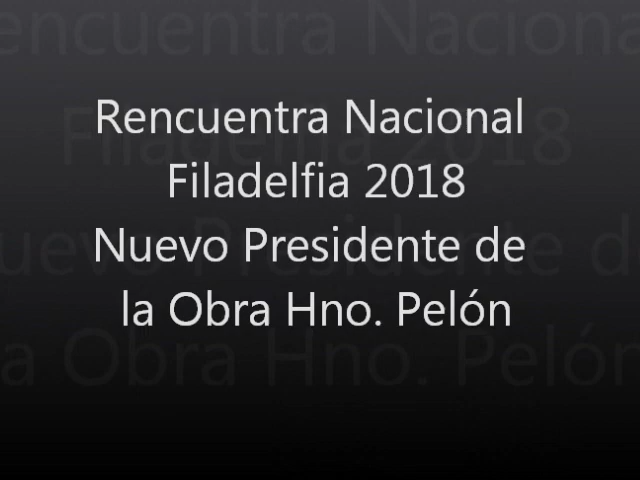 Rencuentra Nacional
Filadelfia 2018
Nuevo Presidente de
la Obra Hno. Pelón